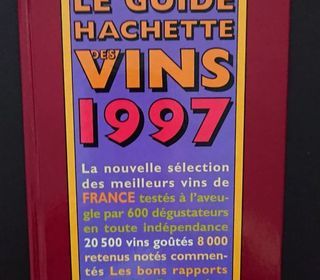 LE GUIDE
HACHETTE
DES
VINS
1997
La nouvelle sélection
des meilleurs vins de
FRANCE testés à l'aveu-
gle par 600 dégustateurs
en toute indépendance
20 500 vins goûtés 8 000
retenus notés commen-
tés Les bons rapports